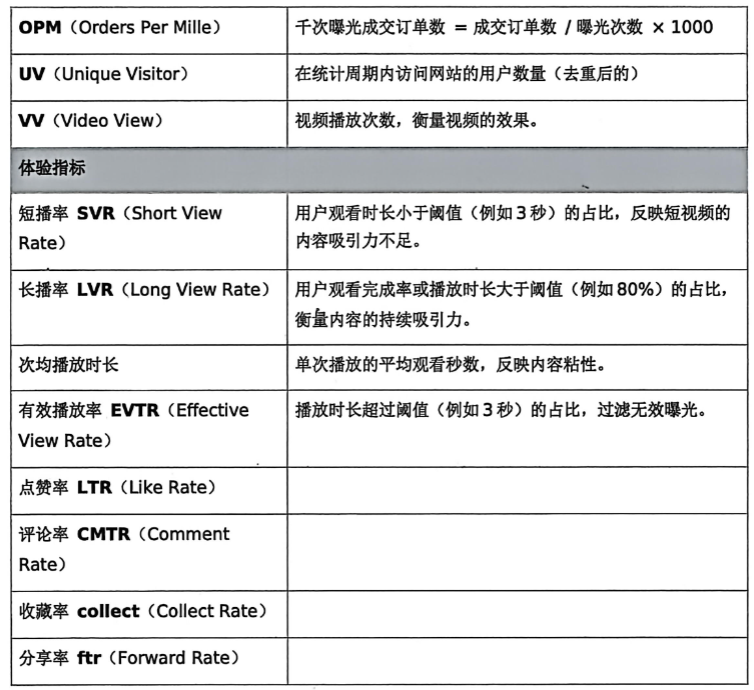 OPM（Orders Per Mille）
千次曝光成交订单数 = 成交订单数 / 曝光次数 × 1000
UV（Unique Visitor）
在统计周期内访问网站的用户数量（去重后的）
VV（Video View）
视频播放次数，衡量视频的效果。
体验指标
短播率 SVR（Short View
Rate）
用户观看时长小于阈值（例如 3 秒）的占比，反映短视频的
内容吸引力不足。
长播率 LVR（Long View Rate）
用户观看完成率或播放时长大于阈值（例如 80%）的占比，
衡量内容的持续吸引力。
次均播放时长
单次播放的平均观看秒数，反映内容粘性。
有效播放率 EVTR（Effective
View Rate）
播放时长超过阈值（例如 3 秒）的占比，过滤无效曝光。
点赞率 LTR（Like Rate）
评论率 CMTR（Comment
Rate）
收藏率 collect（Collect Rate）
分享率 ftr（Forward Rate）